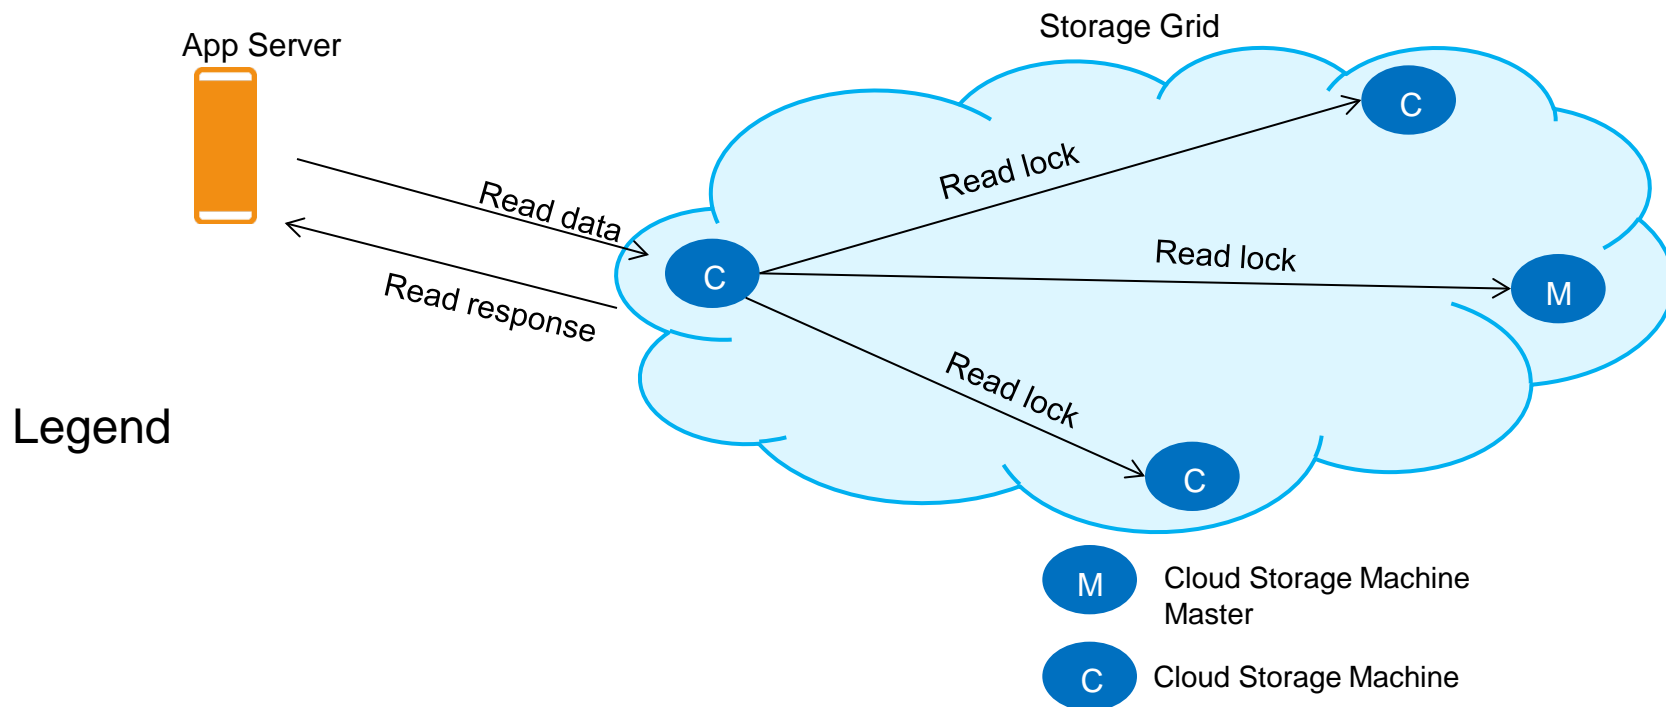 App Server
Storage Grid
C
Read lock
Read data
C
Read lock
M
Read response
Read lock
C
Legend
M
Cloud Storage Machine
Master
C
Cloud Storage Machine